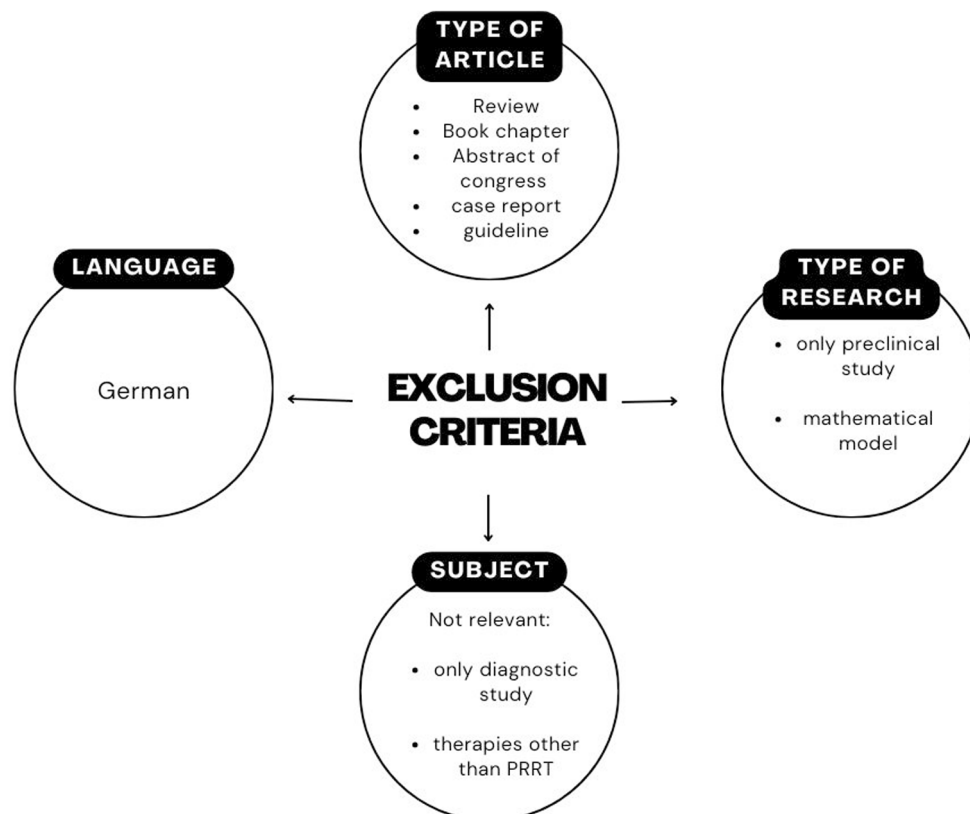 TYPE OF
ARTICLE
• Review
• Book chapter
• Abstract of
congress
• case report
• guideline
LANGUAGE
German
EXCLUSION
CRITERIA
TYPE OF
RESEARCH
• only preclinical
study
• mathematical
model
SUBJECT
Not relevant:
• only diagnostic
study
• therapies other
than PRRT